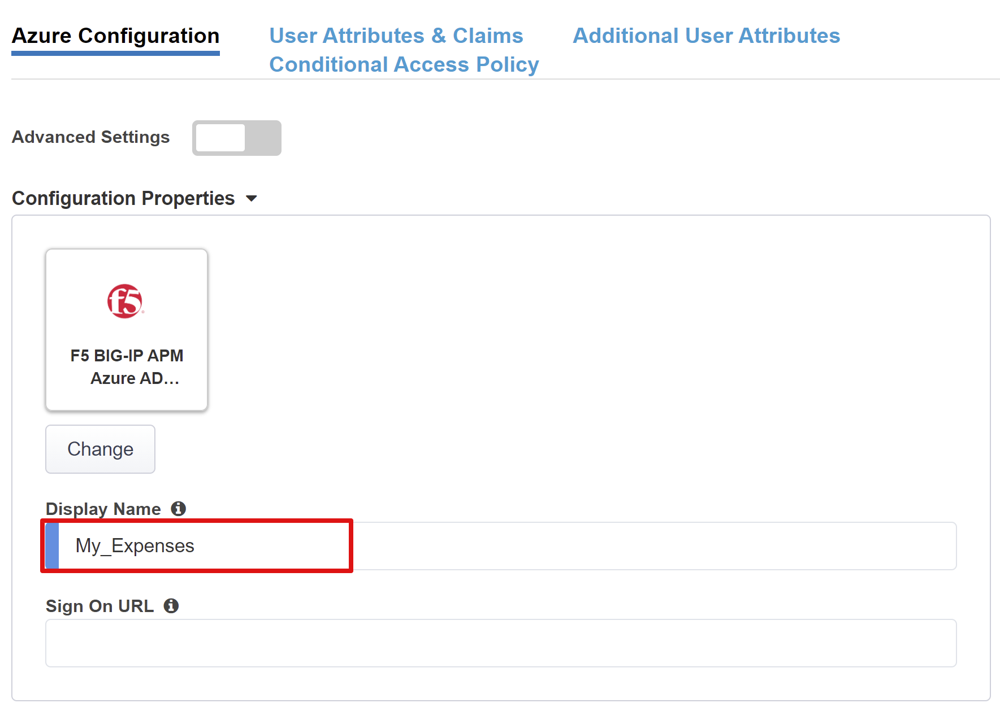 Azure Configuration
User Attributes & Claims
Additional User Attributes
Conditional Access Policy
Advanced Settings
Configuration Properties
f5
F5 BIG-IP APM
Azure AD...
Change
Display Name
My_Expenses
Sign On URL